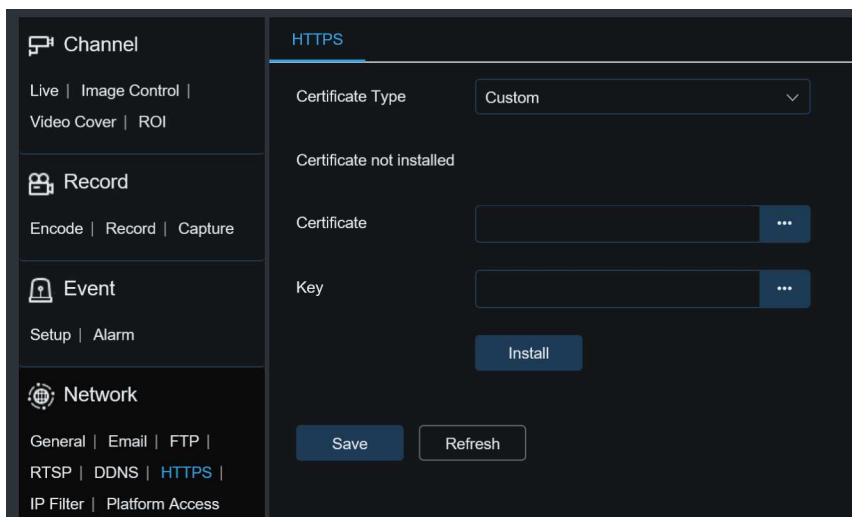 Channel
Live | Image Control |
Video Cover | ROI
Record
Encode | Record | Capture
Event
Setup | Alarm
Network
General | Email | FTP |
RTSP | DDNS | HTTPS |
IP Filter | Platform Access
HTTPS
Certificate Type Custom
Certificate not installed
Certificate ...
Key ...
Install
Save Refresh